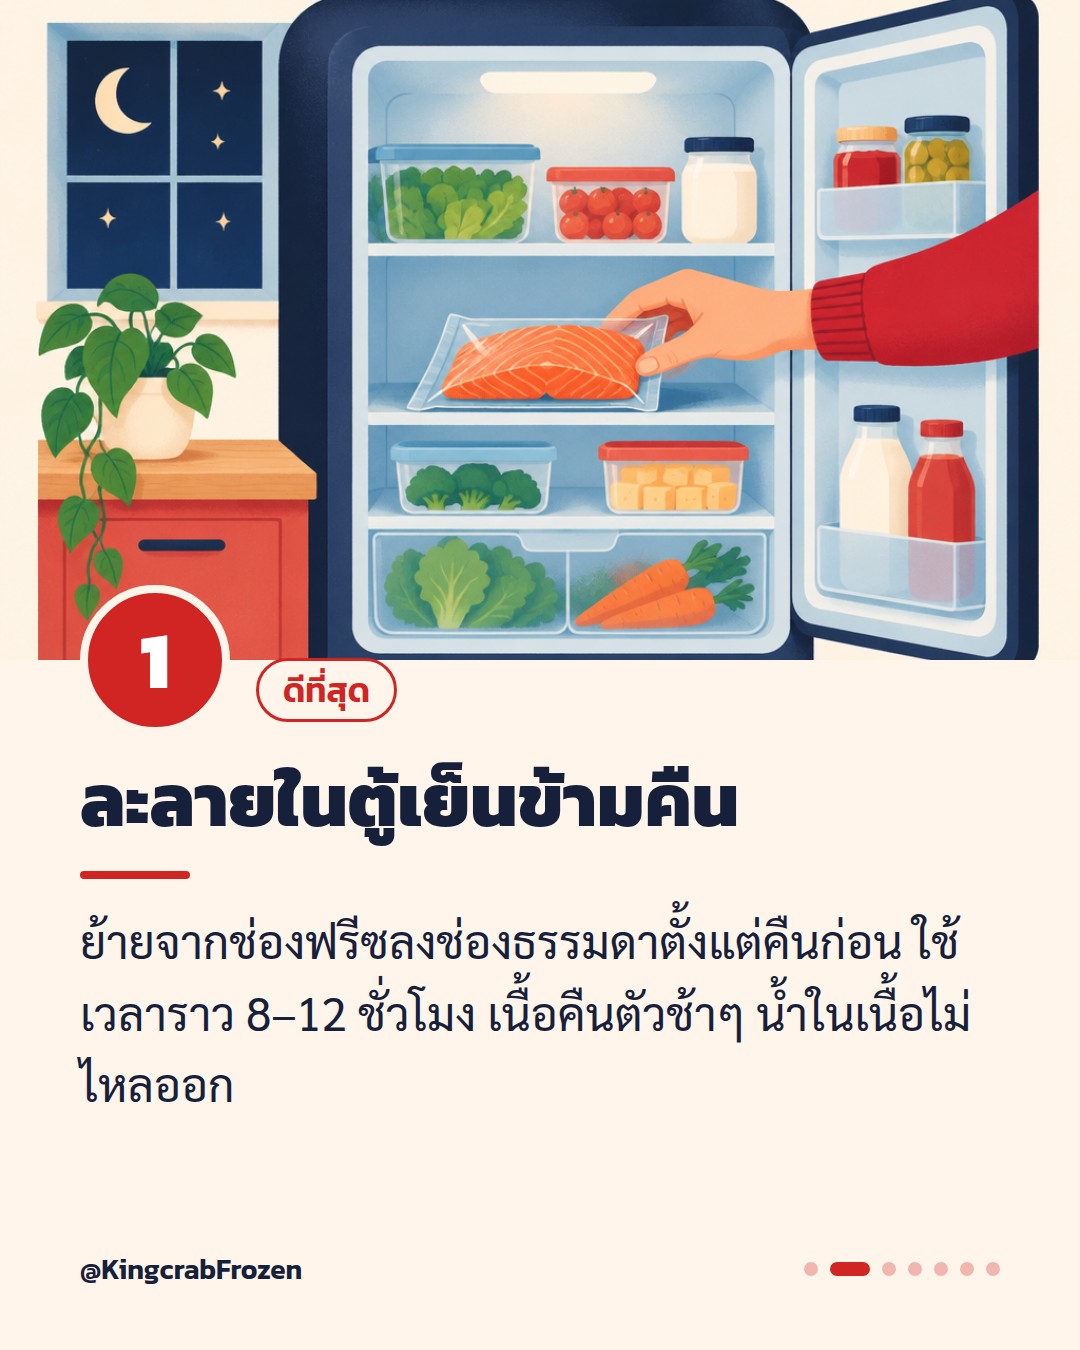 1
ดีที่สุด
ละลายในตู้เย็นข้ามคืน
ย้ายจากช่องฟรีซลงช่องธรรมดาตั้งแต่คืนก่อน ใช้
เวลาราว 8–12 ชั่วโมง เนื้อคืนตัวช้าๆ น้ำในเนื้อไม่
ไหลออก
@KingcrabFrozen